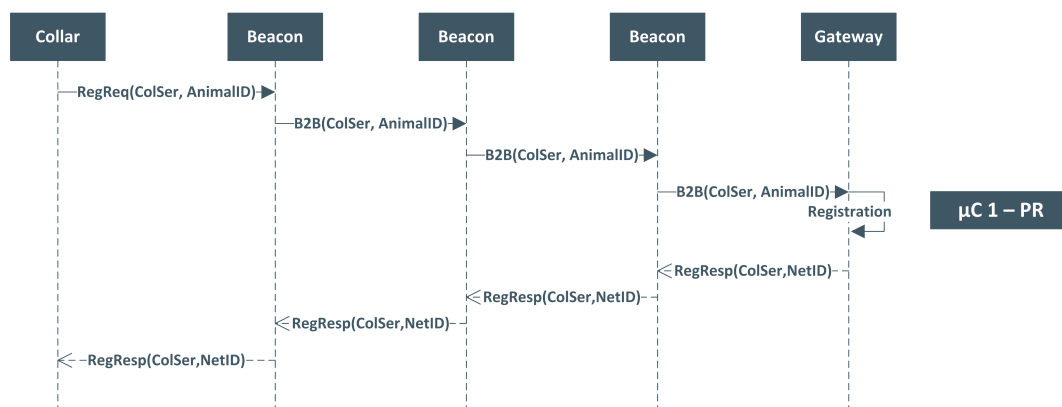 Collar
Beacon
Beacon
Beacon
Gateway
RegReq(ColSer, AnimalID)
B2B(ColSer, AnimalID)
B2B(ColSer, AnimalID)
B2B(ColSer, AnimalID)
Registration
µC 1 – PR
RegResp(ColSer,NetID)
RegResp(ColSer,NetID)
RegResp(ColSer,NetID)
RegResp(ColSer,NetID)